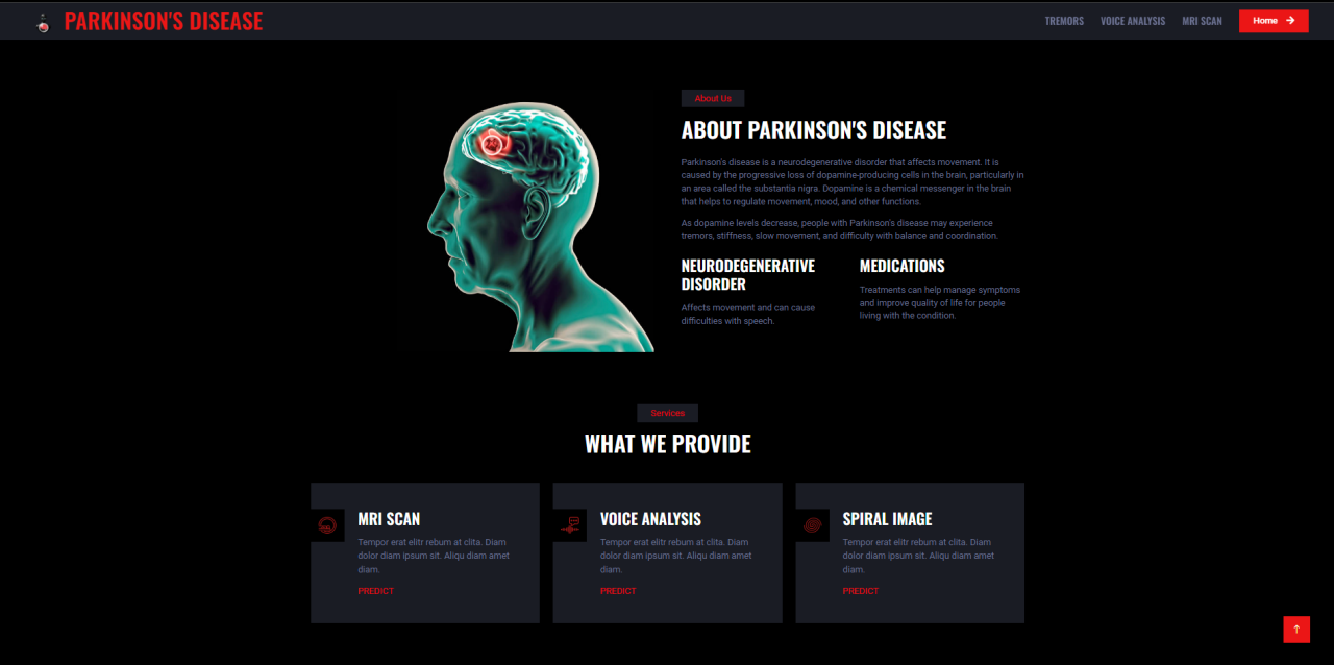 PARKINSON'S DISEASE
TREMORS
VOICE ANALYSIS
MRI SCAN
Home
About Us
ABOUT PARKINSON'S DISEASE
Parkinson's disease is a neurodegenerative disorder that affects movement. It is
caused by the progressive loss of dopamine-producing cells in the brain, particularly in
an area called the substantia nigra. Dopamine is a chemical messenger in the brain
that helps to regulate movement, mood, and other functions.
As dopamine levels decrease, people with Parkinson's disease may experience
tremors, stiffness, slow movement, and difficulty with balance and coordination.
NEURODEGENERATIVE
DISORDER
Affects movement and can cause
difficulties with speech.
MEDICATIONS
Treatments can help manage symptoms
and improve quality of life for people
living with the condition.
Services
WHAT WE PROVIDE
MRI SCAN
Tempor erat elitr rebum at clita. Diam
dolor diam ipsum sit. Aliqu diam amet
diam.
PREDICT
VOICE ANALYSIS
Tempor erat elitr rebum at clita. Diam
dolor diam ipsum sit. Aliqu diam amet
diam.
PREDICT
SPIRAL IMAGE
Tempor erat elitr rebum at clita. Diam
dolor diam ipsum sit. Aliqu diam amet
diam.
PREDICT